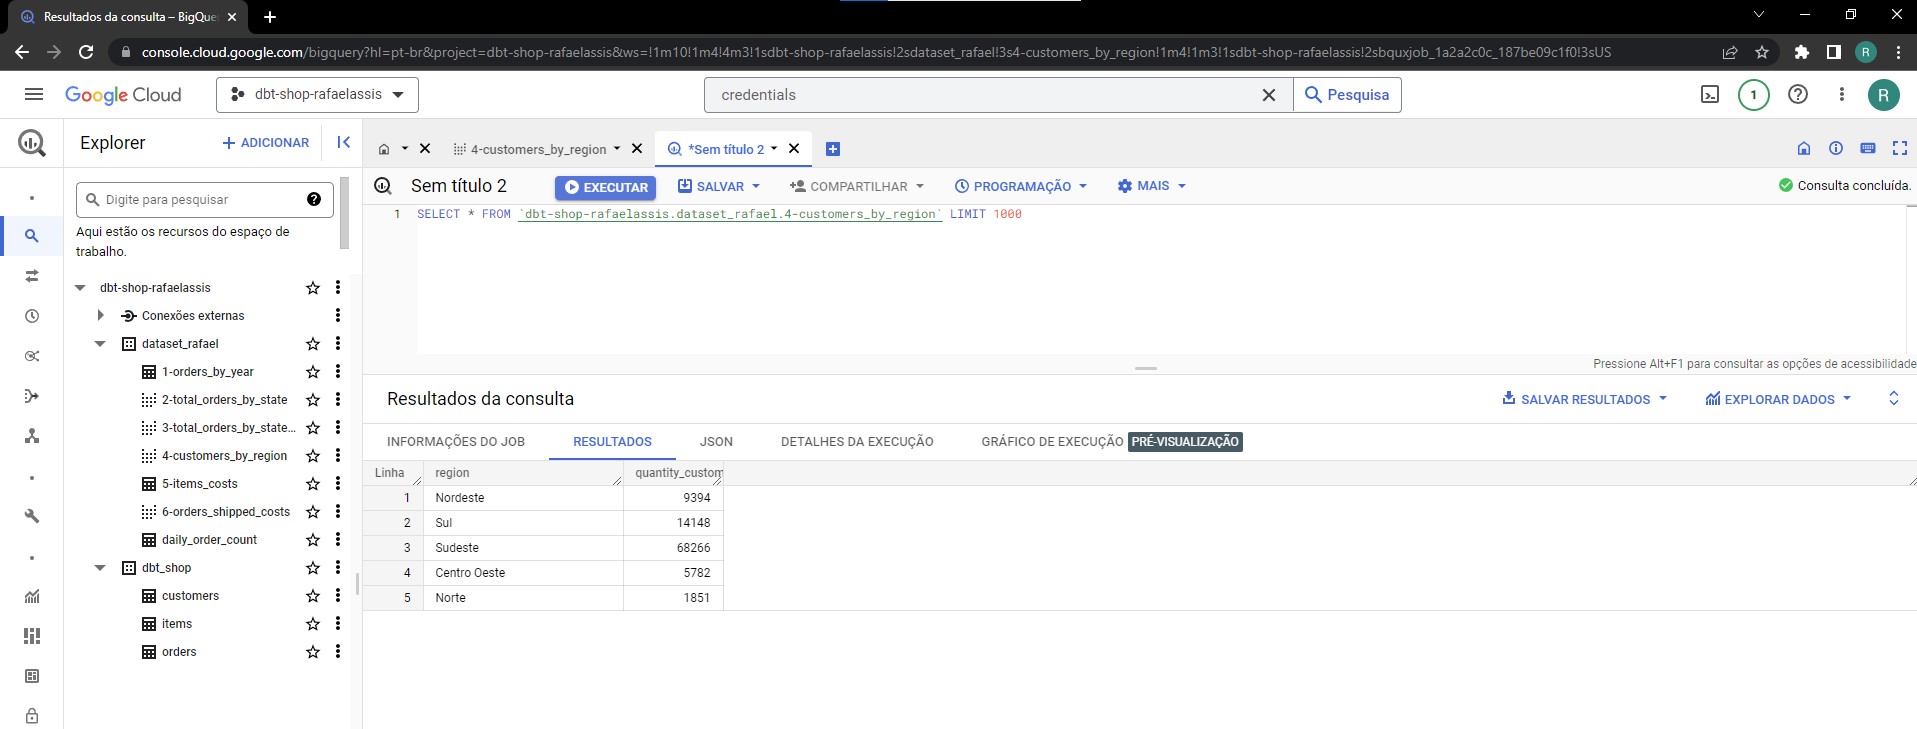 Resultados da consulta – BigQue
console.cloud.google.com/bigquery?hl=pt-br&project=dbt-shop-rafaelassis&ws=!1m10!1m4!4m3!1sdbt-shop-rafaelassis!2sdataset_rafael!3s4-customers_by_region!1m4!1m3!1sdbt-shop-rafaelassis!2sbquxjob_1a2a2c0c_187be09c1f0!3sUS
R
Google Cloud
dbt-shop-rafaelassis
credentials
Pesquisa
1
R
Explorer
ADICIONAR
4-customers_by_region
*Sem título 2
Digite para pesquisar
Aqui estão os recursos do espaço de
trabalho.
dbt-shop-rafaelassis
Conexões externas
dataset_rafael
1-orders_by_year
2-total_orders_by_state
3-total_orders_by_state...
4-customers_by_region
5-items_costs
6-orders_shipped_costs
daily_order_count
dbt_shop
customers
items
orders
Sem título 2
EXECUTAR
SALVAR
COMPARTILHAR
PROGRAMAÇÃO
MAIS
Consulta concluída.
1 SELECT * FROM `dbt-shop-rafaelassis.dataset_rafael.4-customers_by_region` LIMIT 1000
Pressione Alt+F1 para consultar as opções de acessibilidade
Resultados da consulta
SALVAR RESULTADOS
EXPLORAR DADOS
INFORMAÇÕES DO JOB
RESULTADOS
JSON
DETALHES DA EXECUÇÃO
GRÁFICO DE EXECUÇÃO PRÉ-VISUALIZAÇÃO
Linha region quantity_custom
1 Nordeste 9394
2 Sul 14148
3 Sudeste 68266
4 Centro Oeste 5782
5 Norte 1851